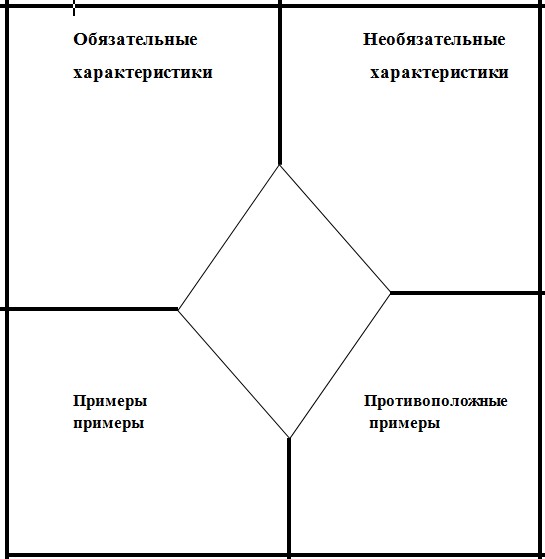 Обязательные
характеристики
Необязательные
характеристики
Примеры
примеры
Противоположные
примеры